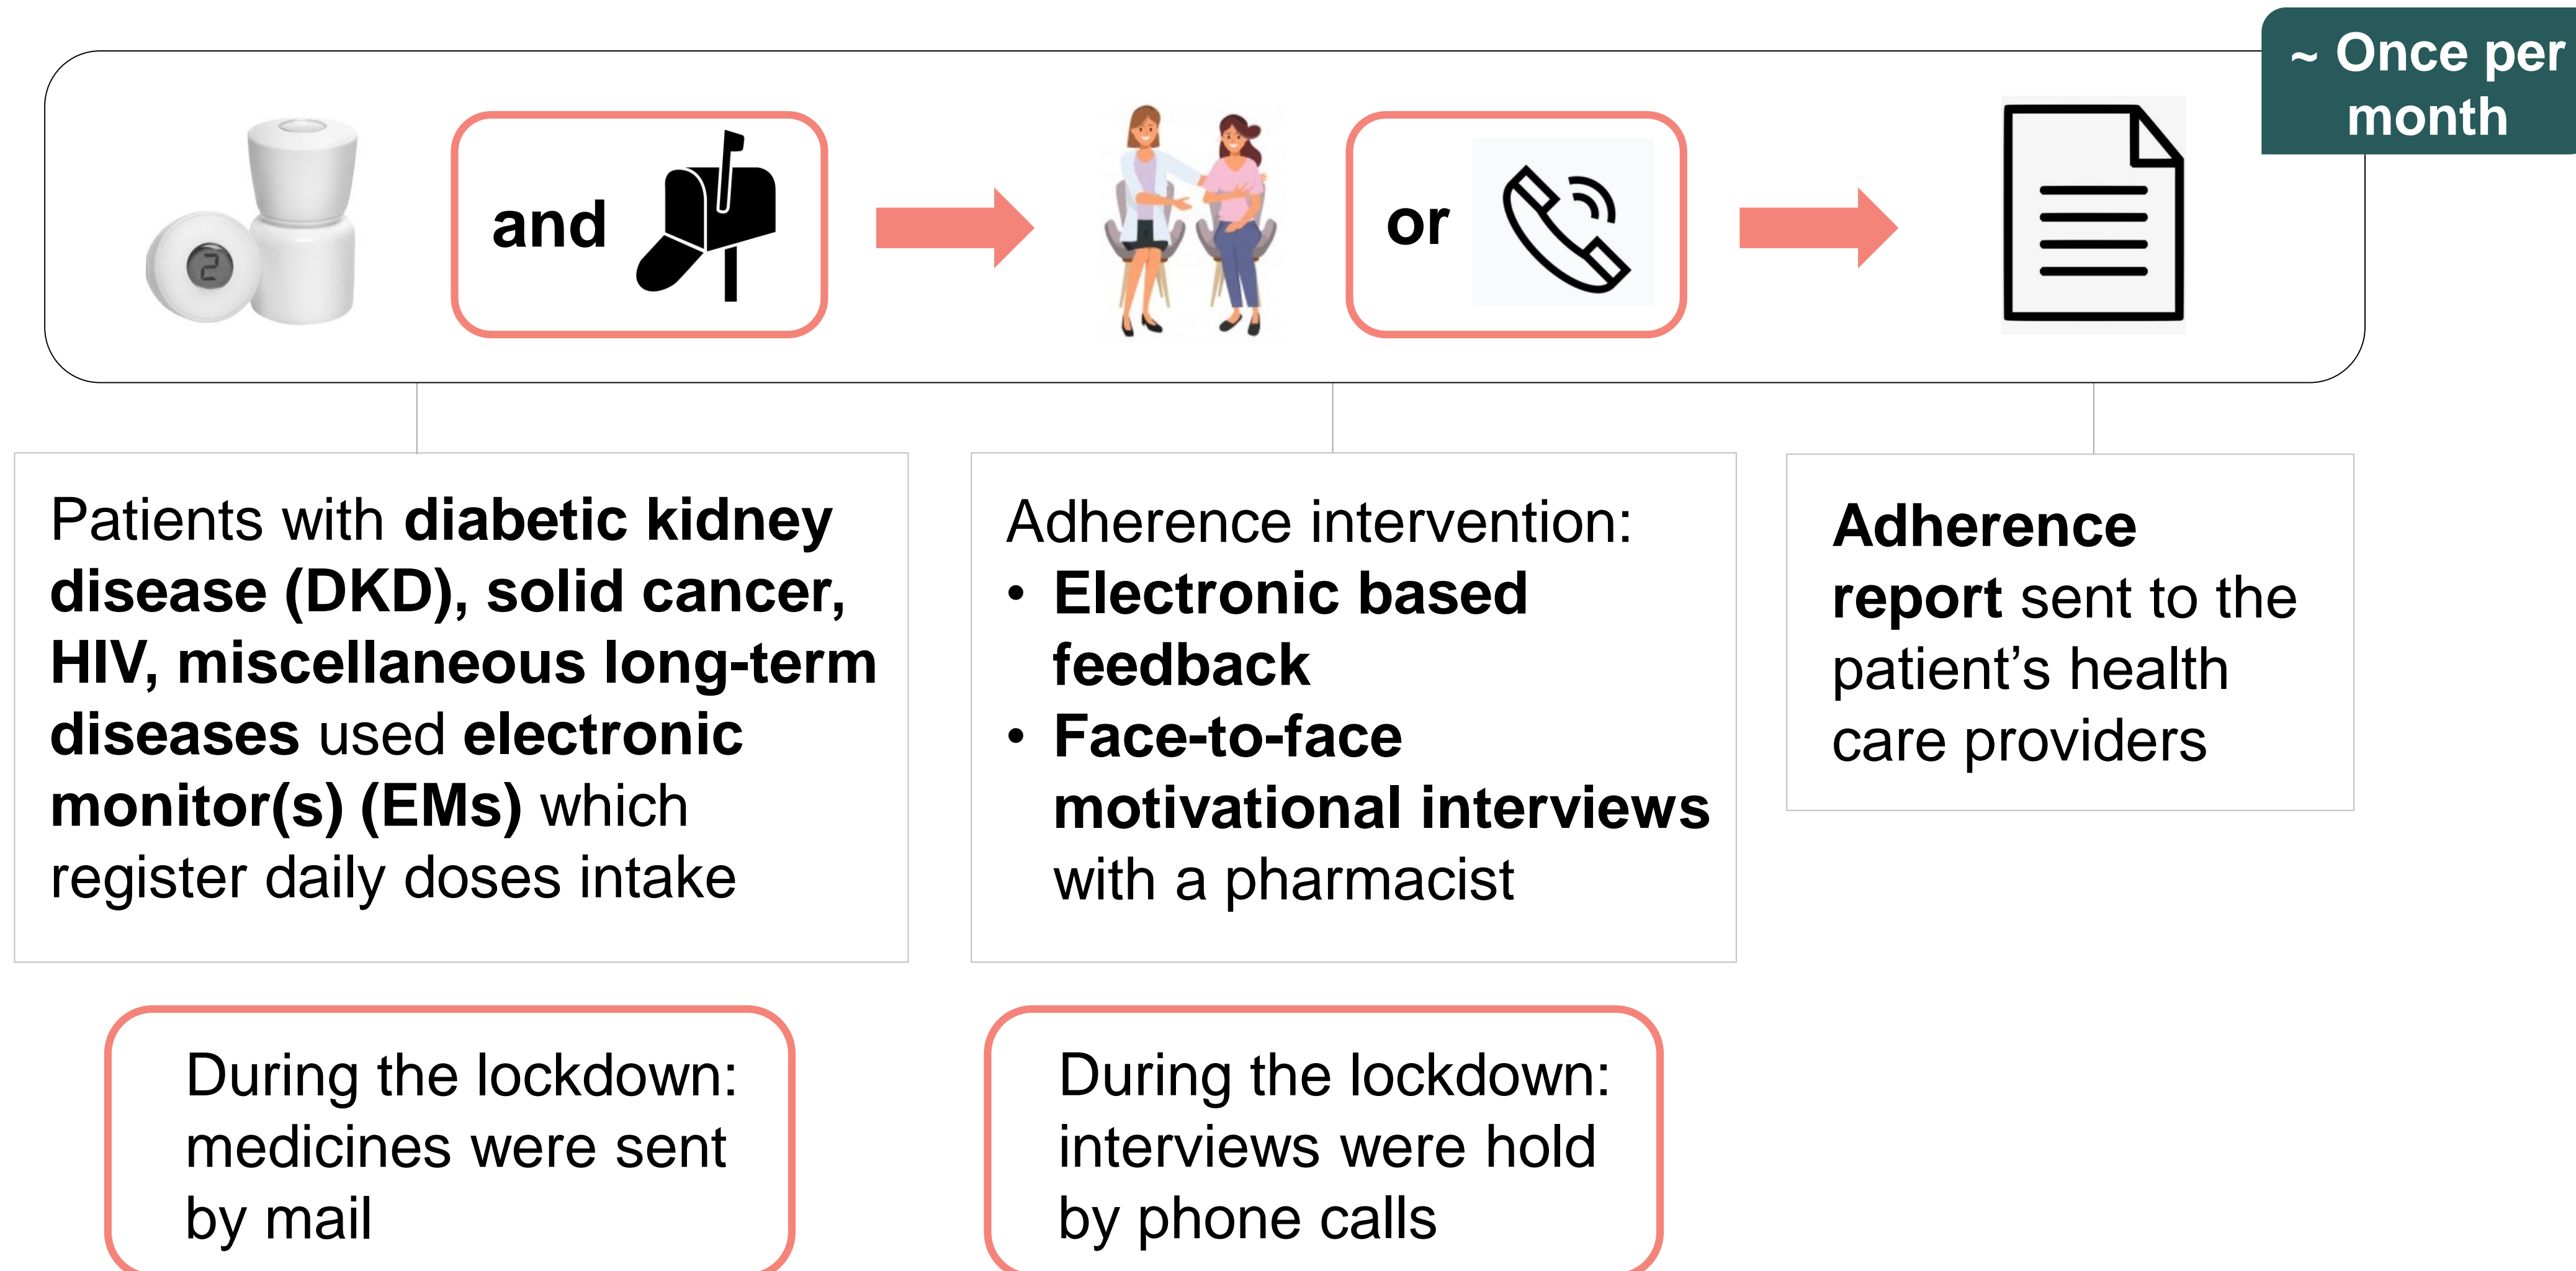 ~ Once per
month
and
or
2
Patients with diabetic kidney
disease (DKD), solid cancer,
HIV, miscellaneous long-term
diseases used electronic
monitor(s) (EMs) which
register daily doses intake
Adherence intervention:
• Electronic based
feedback
• Face-to-face
motivational interviews
with a pharmacist
Adherence
report sent to the
patient’s health
care providers
During the lockdown:
medicines were sent
by mail
During the lockdown:
interviews were hold
by phone calls